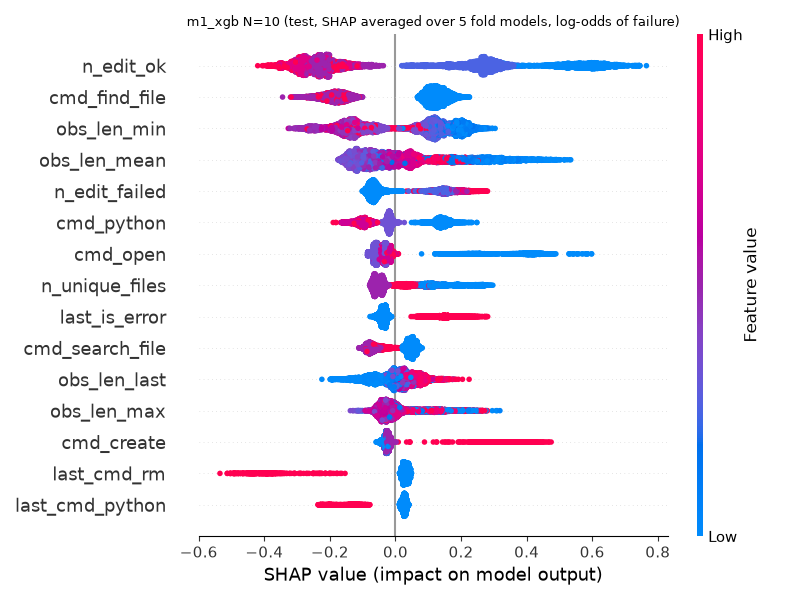 m1_xgb N=10 (test, SHAP averaged over 5 fold models, log-odds of failure)
High
n_edit_ok
cmd_find_file
obs_len_min
obs_len_mean
n_edit_failed
cmd_python
cmd_open
n_unique_files
last_is_error
cmd_search_file
obs_len_last
obs_len_max
cmd_create
last_cmd_rm
last_cmd_python
Feature value
Low
−0.6 −0.4 −0.2 0.0 0.2 0.4 0.6 0.8
SHAP value (impact on model output)